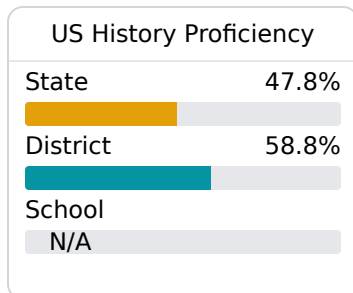 US History Proficiency
State 47.8%
District 58.8%
School
N/A